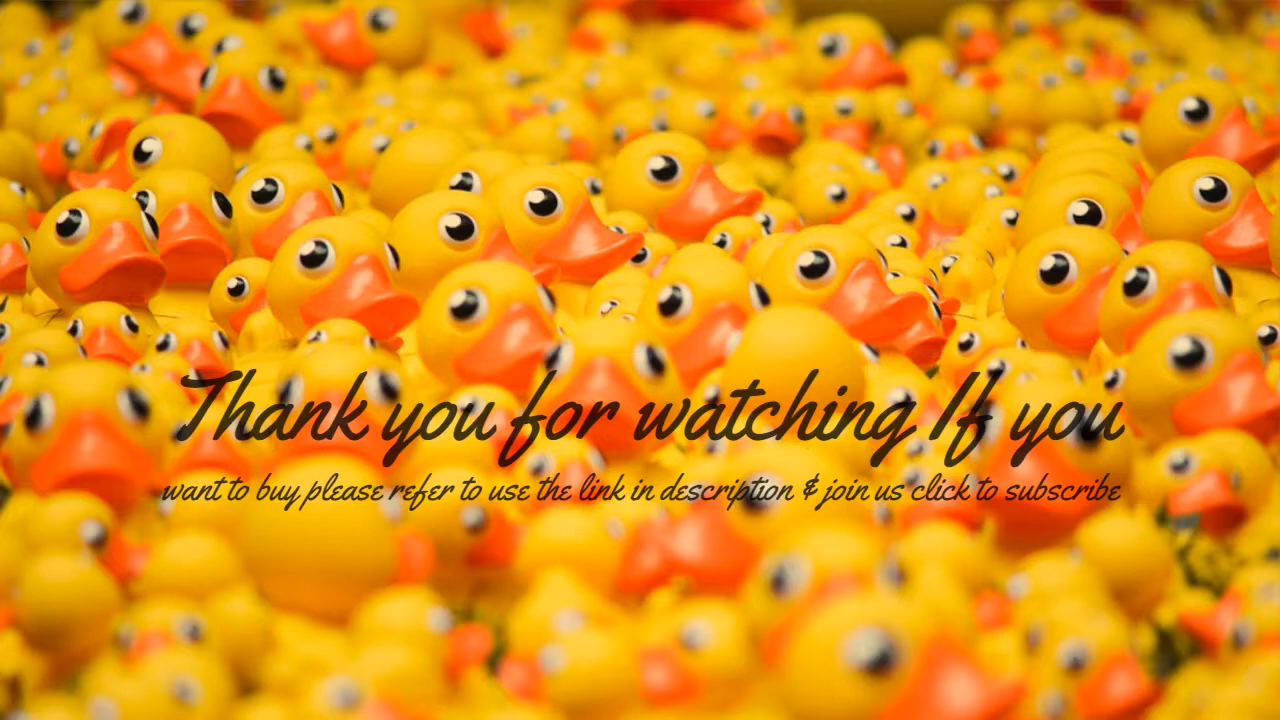 Thank you for watching If you
want to buy please refer to use the link in description & join us click to subscribe